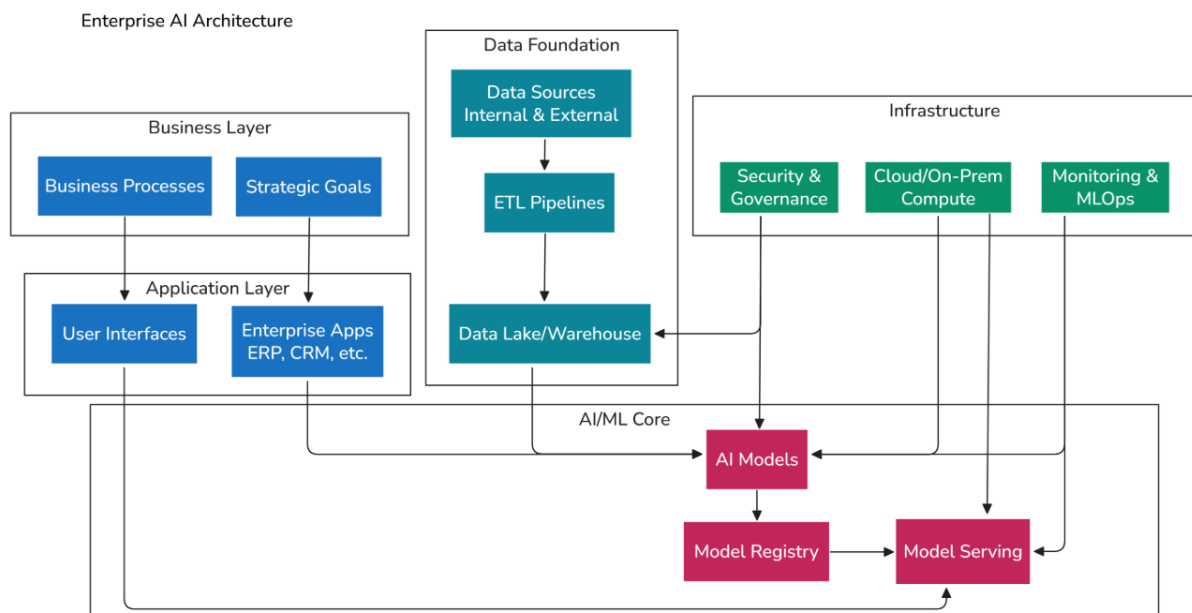 Enterprise AI Architecture
Business Layer
Business Processes
Strategic Goals
Application Layer
User Interfaces
Enterprise Apps
ERP, CRM, etc.
Data Foundation
Data Sources
Internal & External
ETL Pipelines
Data Lake/Warehouse
Infrastructure
Security &
Governance
Cloud/On-Prem
Compute
Monitoring &
MLOps
AI/ML Core
AI Models
Model Registry
Model Serving